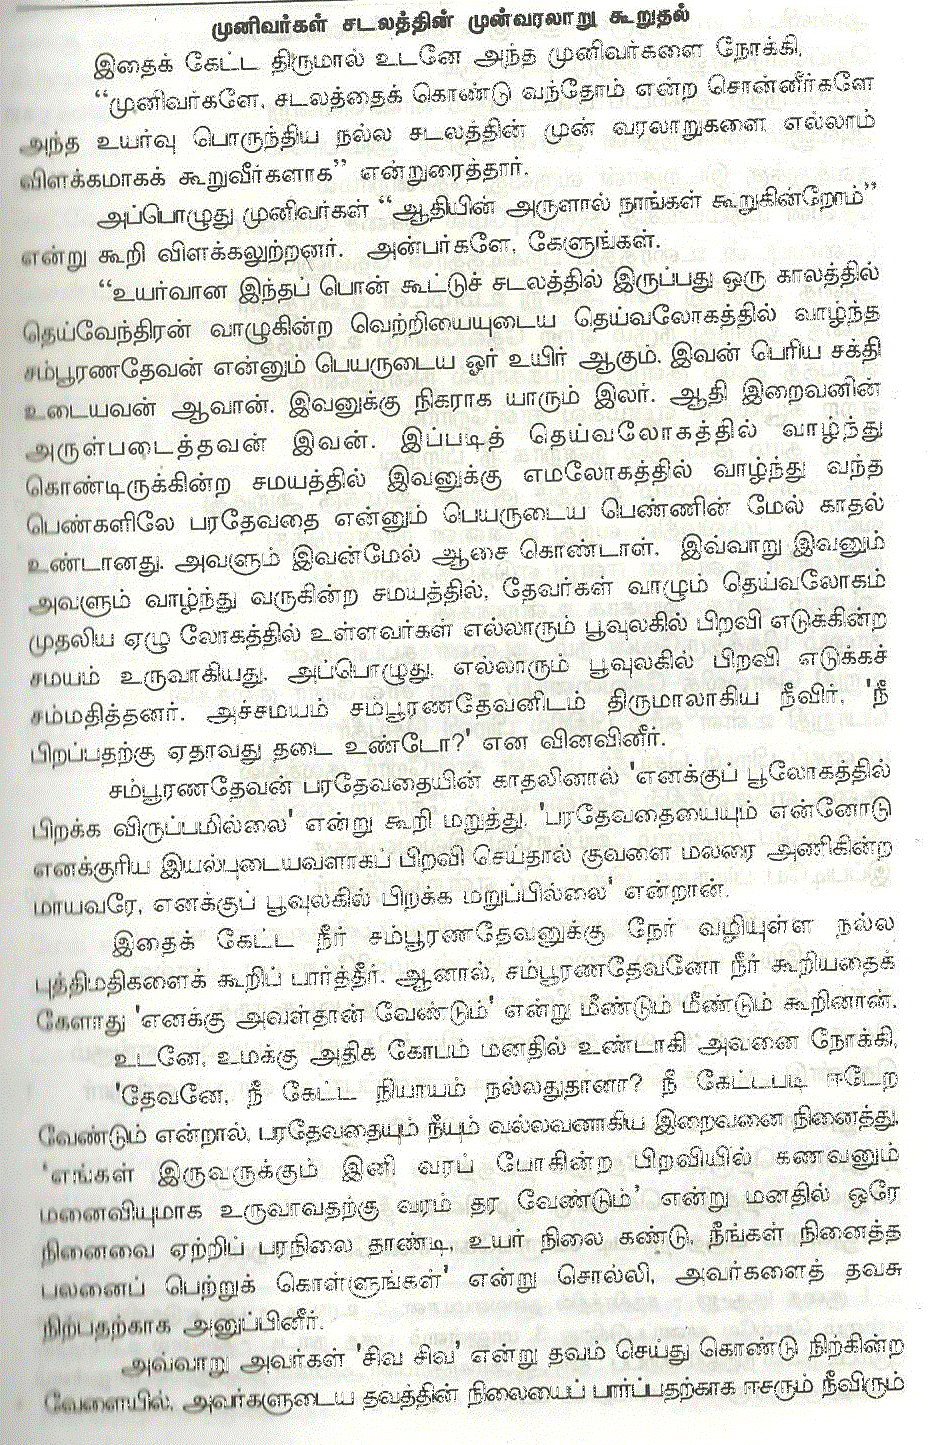 முனிவர்கள் சடலத்தின் முன்வரலாறு கூறுதல்
இதைக் கேட்ட திருமால் உடனே அந்த முனிவர்களை நோக்கி,
“முனிவர்களே, சடலத்தைக் கொண்டு வந்தோம் என்ற சொன்னீர்களே
அந்த உயர்வு பொருந்திய நல்ல சடலத்தின் முன் வரலாறுகளை எல்லாம்
விளக்கமாகக் கூறுவீர்களாக” என்றுரைத்தார்.
அப்பொழுது முனிவர்கள் “ஆதியின் அருளால் நாங்கள் கூறுகின்றோம்”
என்று கூறி விளக்கலுற்றனர். அன்பர்களே, கேளுங்கள்.
“உயர்வான இந்தப் பொன் கூட்டுச் சடலத்தில் இருப்பது ஒரு காலத்தில்
தெய்வேந்திரன் வாழுகின்ற வெற்றியையுடைய தெய்வலோகத்தில் வாழ்ந்த
சம்பூரணதேவன் என்னும் பெயருடைய ஓர் உயிர் ஆகும். இவன் பெரிய சக்தி
உடையவன் ஆவான். இவனுக்கு நிகராக யாரும் இலர். ஆதி இறைவனின்
அருள்படைத்தவன் இவன். இப்படித் தெய்வலோகத்தில் வாழ்ந்து
கொண்டிருக்கின்ற சமயத்தில் இவனுக்கு எமலோகத்தில் வாழ்ந்து வந்த
பெண்களிலே பரதேவதை என்னும் பெயருடைய பெண்ணின் மேல் காதல்
உண்டானது. அவளும் இவன்மேல் ஆசை கொண்டாள். இவ்வாறு இவனும்
அவளும் வாழ்ந்து வருகின்ற சமயத்தில், தேவர்கள் வாழும் தெய்வலோகம்
முதலிய ஏழு லோகத்தில் உள்ளவர்கள் எல்லாரும் பூவுலகில் பிறவி எடுக்கின்ற
சமயம் உருவாகியது. அப்பொழுது, எல்லாரும் பூவுலகில் பிறவி எடுக்கச்
சம்மதித்தனர். அச்சமயம் சம்பூரணதேவனிடம் திருமாலாகிய நீவிர், 'நீ
பிறப்பதற்கு ஏதாவது தடை உண்டோ?' என வினவினீர்.
சம்பூரணதேவன் பரதேவதையின் காதலினால் 'எனக்குப் பூலோகத்தில்
பிறக்க விருப்பமில்லை' என்று கூறி மறுத்து, 'பரதேவதையையும் என்னோடு
எனக்குரிய இயல்புடையவளாகப் பிறவி செய்தால் குவளை மலரை அணிகின்ற
மாயவரே, எனக்குப் பூவுலகில் பிறக்க மறுப்பில்லை' என்றான்.
இதைக் கேட்ட நீர் சம்பூரணதேவனுக்கு நேர் வழியுள்ள நல்ல
புத்திமதிகளைக் கூறிப் பார்த்தீர். ஆனால், சம்பூரணதேவனோ நீர் கூறியதைக்
கேளாது 'எனக்கு அவள்தான் வேண்டும்' என்று மீண்டும் மீண்டும் கூறினான்.
உடனே, உமக்கு அதிக கோபம் மனதில் உண்டாகி அவனை நோக்கி,
'தேவனே, நீ கேட்ட நியாயம் நல்லதுதானா? நீ கேட்டபடி ஈடேற
வேண்டும் என்றால், பரதேவதையும் நீயும் வல்லவனாகிய இறைவனை நினைத்து,
'எங்கள் இருவருக்கும் இனி வரப் போகின்ற பிறவியில் கணவனும்
மனைவியுமாக உருவாவதற்கு வரம் தர வேண்டும்' என்று மனதில் ஒரே
நினைவை ஏற்றிப் பரநிலை தாண்டி, உயர் நிலை கண்டு, நீங்கள் நினைத்த
பலனைப் பெற்றுக் கொள்ளுங்கள்' என்று சொல்லி, அவர்களைத் தவசு
நிற்பதற்காக அனுப்பினீர்.
அவ்வாறு அவர்கள் 'சிவ சிவ' என்று தவம் செய்து கொண்டு நிற்கின்ற
வேளையில், அவர்களுடைய தவத்தின் நிலையைப் பார்ப்பதற்காக ஈசரும் நீவிரும்